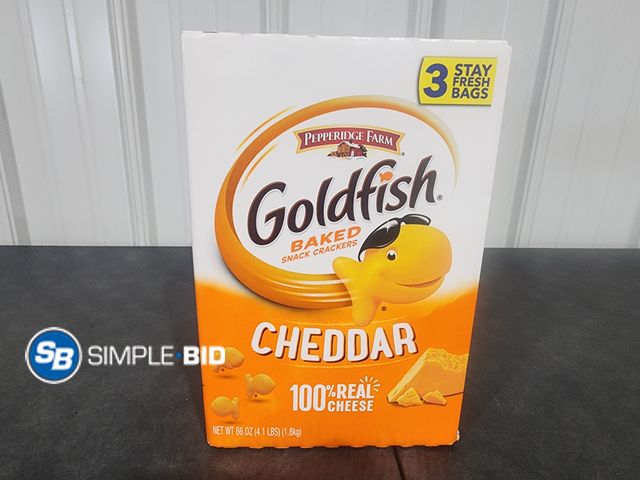 3 STAY
FRESH
BAGS
PEPPERIDGE FARM
Goldfish®
BAKED
SNACK CRACKERS
CHEDDAR
SB SIMPLE·BID
100% REAL
CHEESE
NET WT 66 OZ (4.1 LBS) (1.8kg)